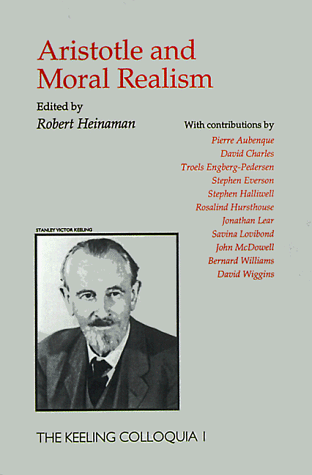 Aristotle and
Moral Realism
Edited by
Robert Heinaman
With contributions by
Pierre Aubenque
David Charles
Troels Engberg-Pedersen
Stephen Everson
Stephen Halliwell
Rosalind Hursthouse
Jonathan Lear
Savina Lovibond
John McDowell
Bernard Williams
David Wiggins
STANLEY VICTOR KEELING
THE KEELING COLLOQUIA I